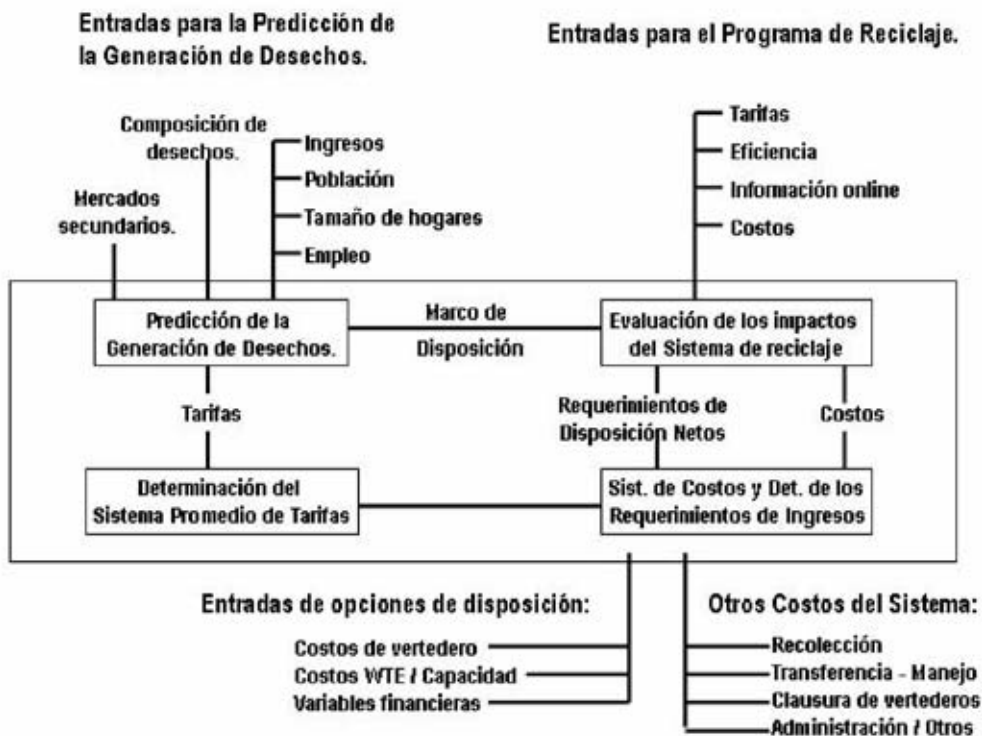 Entradas para la Predicción de
la Generación de Desechos.
Entradas para el Programa de Reciclaje.
Composición de
desechos.
Mercados
secundarios.
Ingresos
Población
Tamaño de hogares
Empleo
Tarifas
Eficiencia
Información online
Costos
Predicción de la
Generación de Desechos.
Marco de
Disposición
Evaluación de los impactos
del Sistema de reciclaje
Tarifas
Requerimientos de
Disposición Netos
Costos
Determinación del
Sistema Promedio de Tarifas
Sist. de Costos y Det. de los
Requerimientos de Ingresos
Entradas de opciones de disposición:
Costos de vertedero
Costos WTE / Capacidad
Variables financieras
Otros Costos del Sistema:
Recolección
Transferencia - Manejo
Clausura de vertederos
Administración / Otros